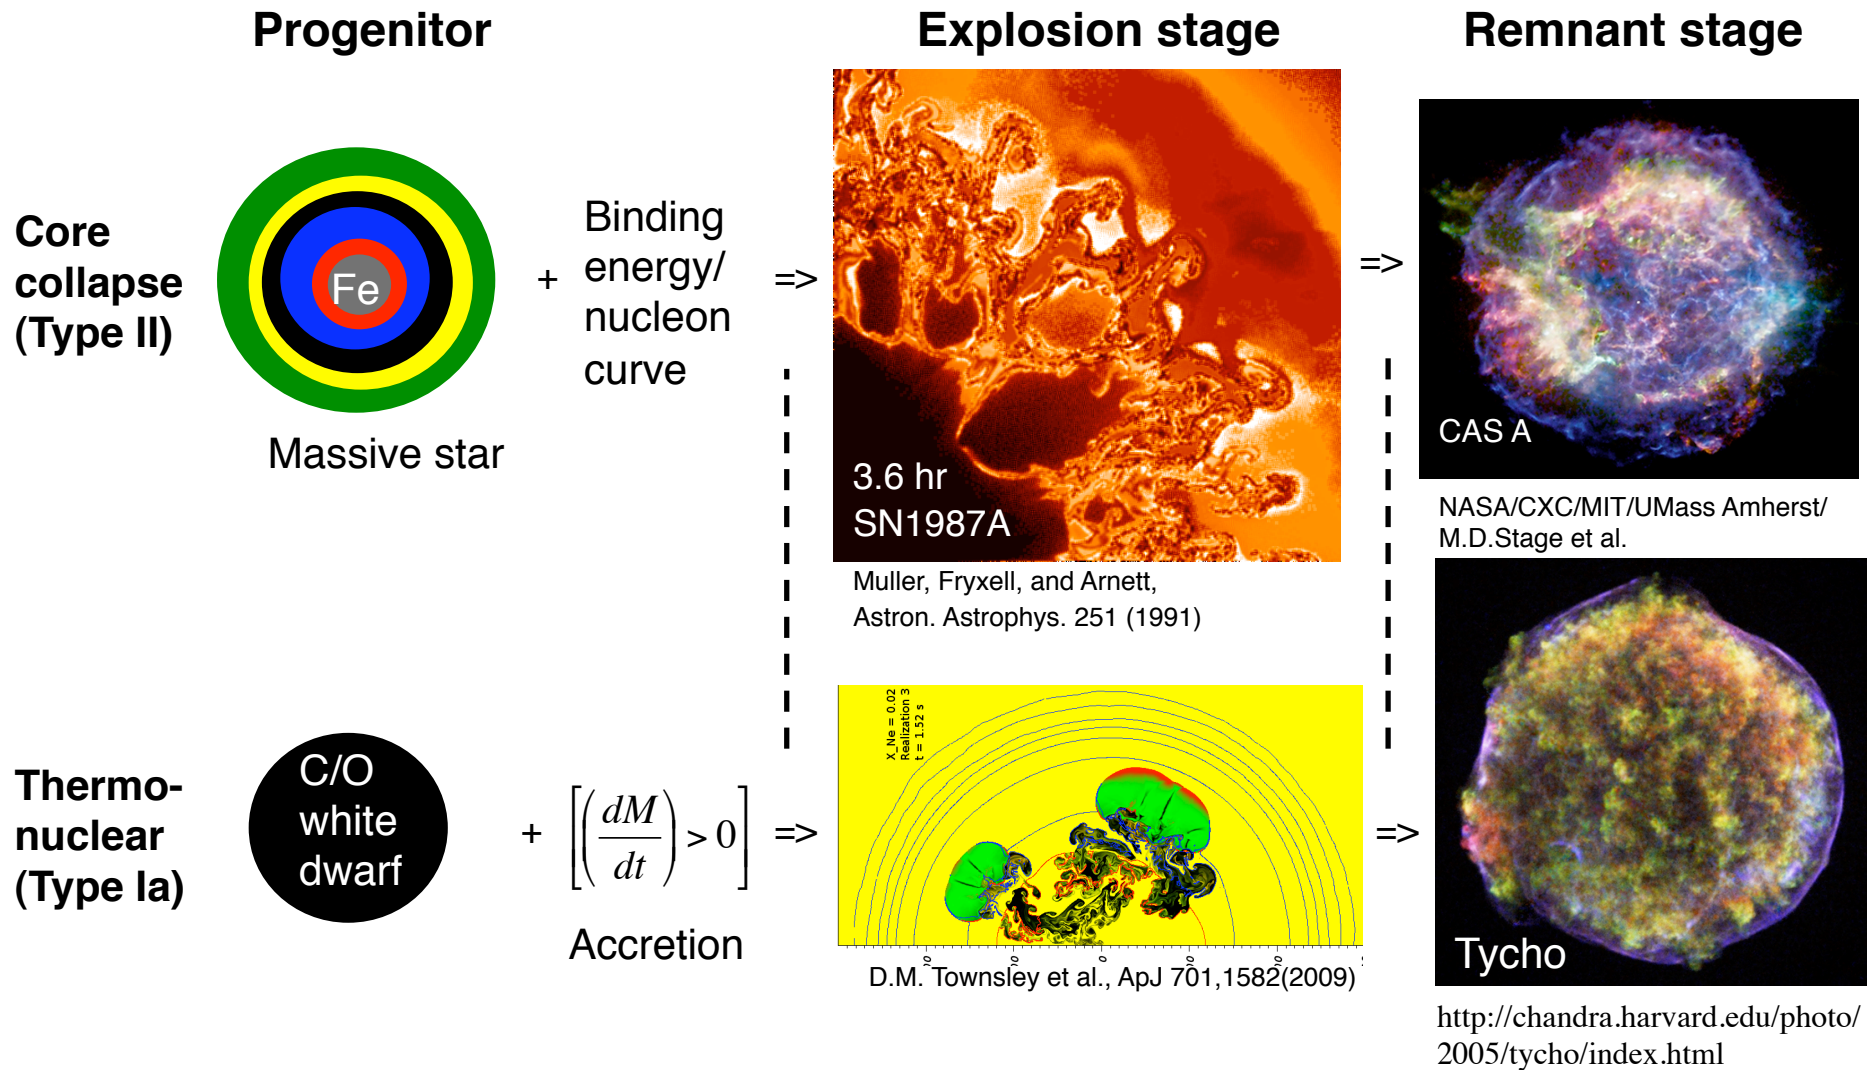 Progenitor
Explosion stage
Remnant stage
Core
collapse
(Type II)
Fe
Massive star
+
Binding
energy/
nucleon
curve
=>
3.6 hr
SN1987A
Muller, Fryxell, and Arnett,
Astron. Astrophys. 251 (1991)
=>
CAS A
NASA/CXC/MIT/UMass Amherst/
M.D.Stage et al.
Thermo-
nuclear
(Type Ia)
C/O
white
dwarf
+
[(dM/dt) > 0]
Accretion
=>
X_Ne = 0.02
Realization 3
t = 1.52 s
D.M. Townsley et al., ApJ 701,1582(2009)
=>
Tycho
http://chandra.harvard.edu/photo/
2005/tycho/index.html